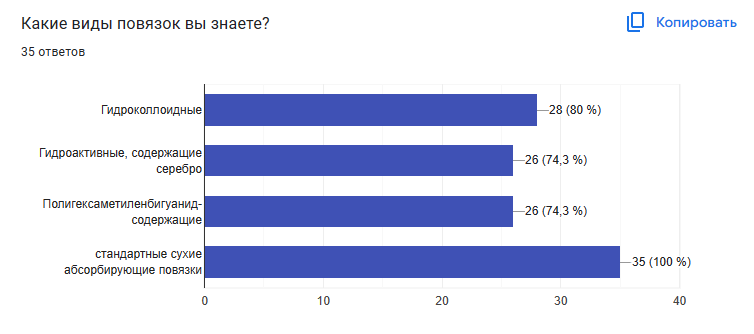 Какие виды повязок вы знаете?
Копировать
35 ответов
Гидроколлоидные
28 (80 %)
Гидроактивные, содержащие
серебро
26 (74,3 %)
Полигексаметиленбигуанид-
содержащие
26 (74,3 %)
стандартные сухие
абсорбирующие повязки
35 (100 %)
0 10 20 30 40